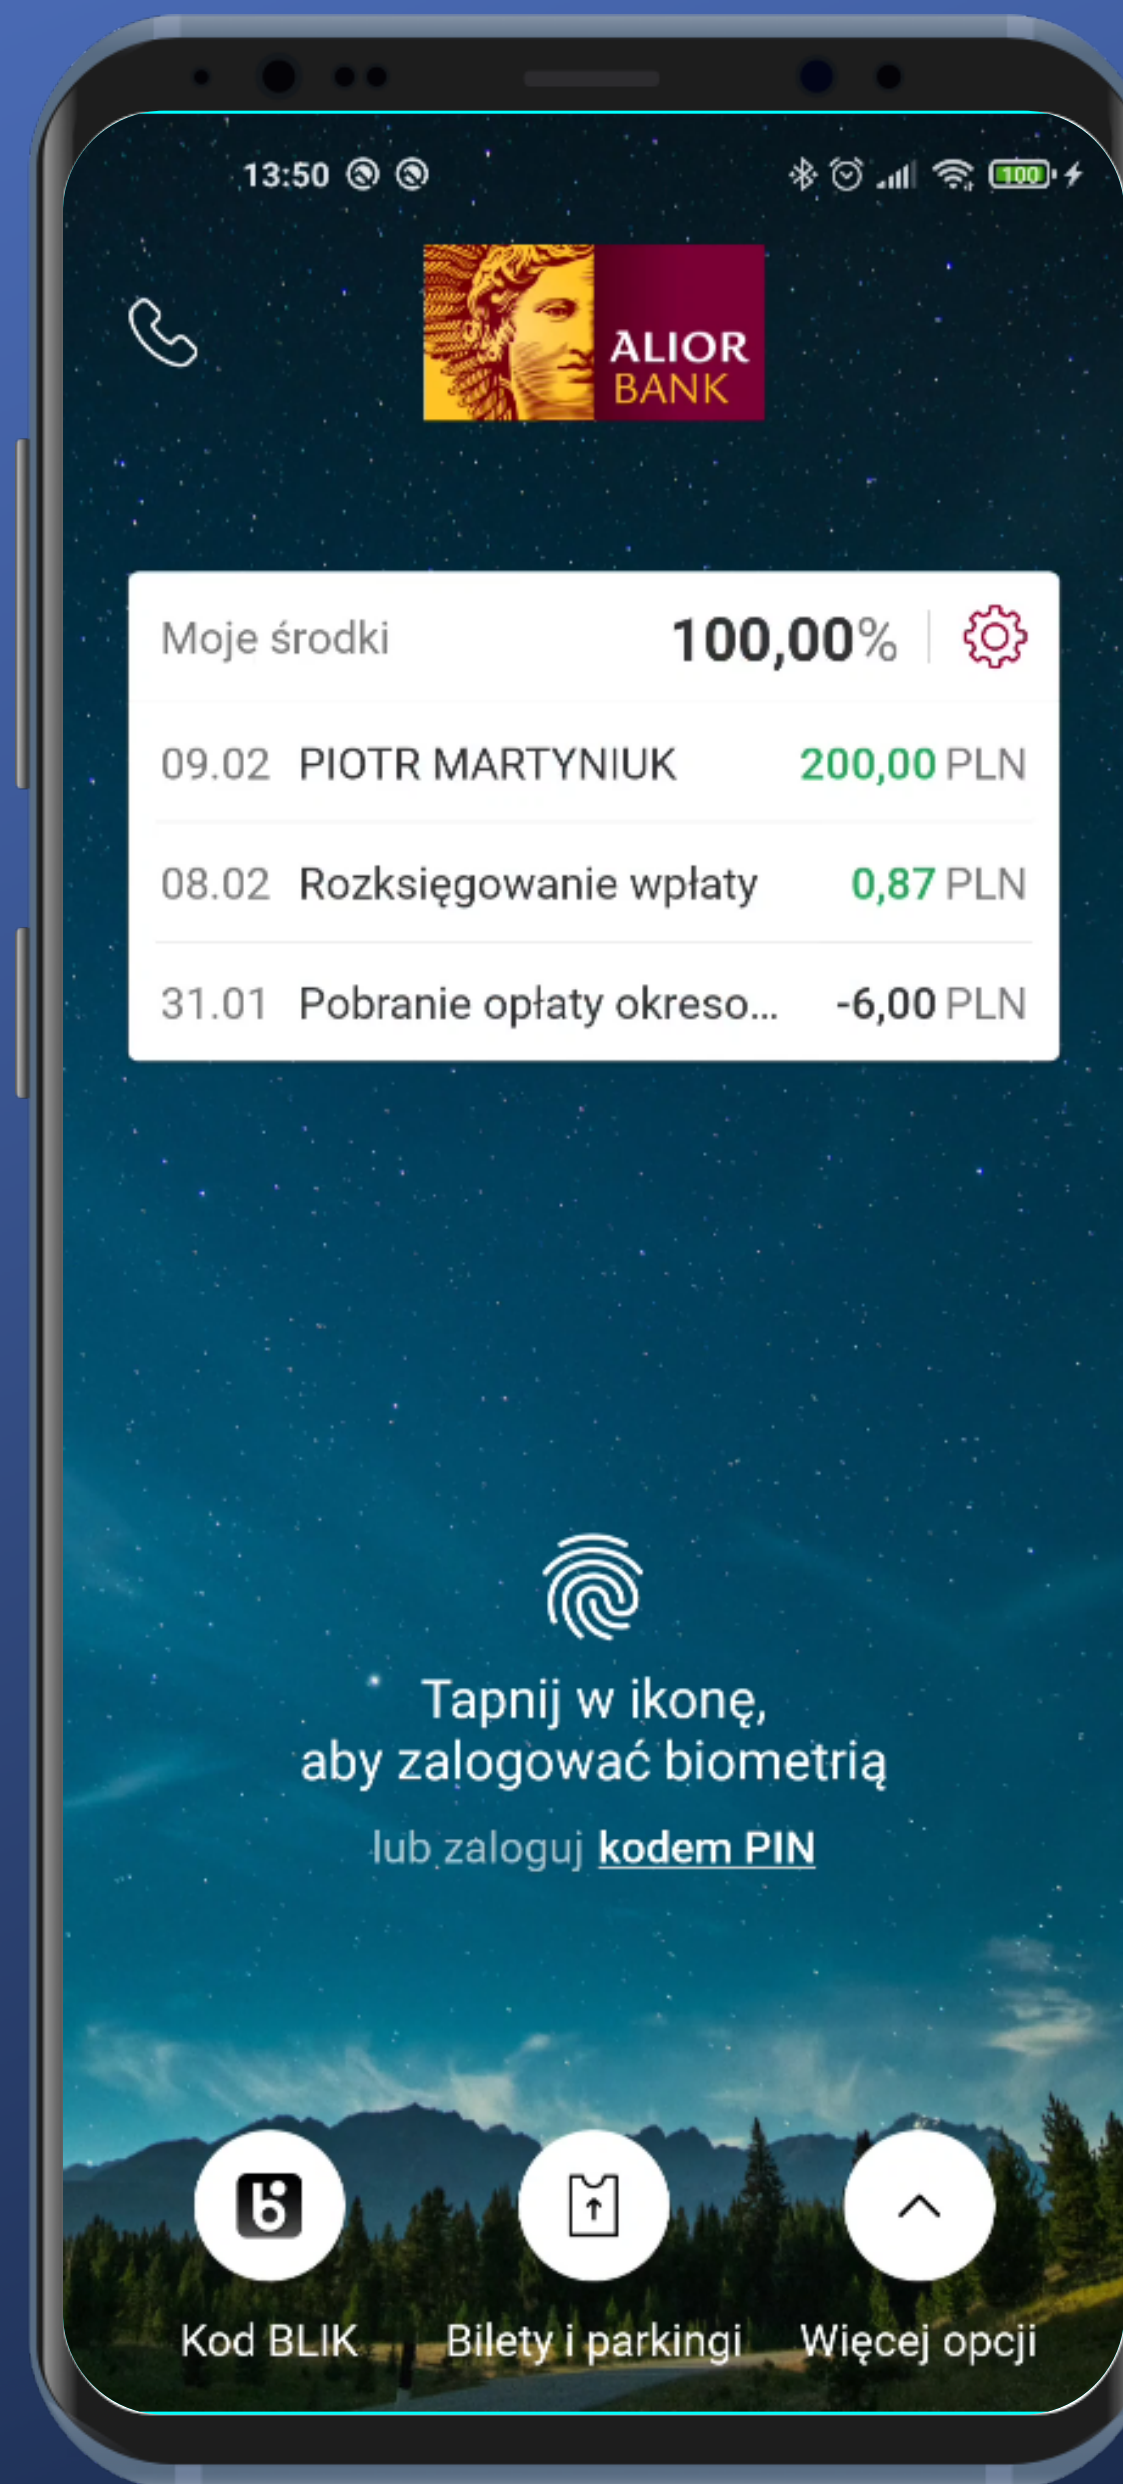 13:50
100
ALIOR
BANK
Moje środki 100,00%
09.02 PIOTR MARTYNIUK 200,00 PLN
08.02 Rozksięgowanie wpłaty 0,87 PLN
31.01 Pobranie opłaty okreso... -6,00 PLN
Tapnij w ikonę,
aby zalogować biometrią
lub zaloguj kodem PIN
Kod BLIK Bilety i parkingi Więcej opcji